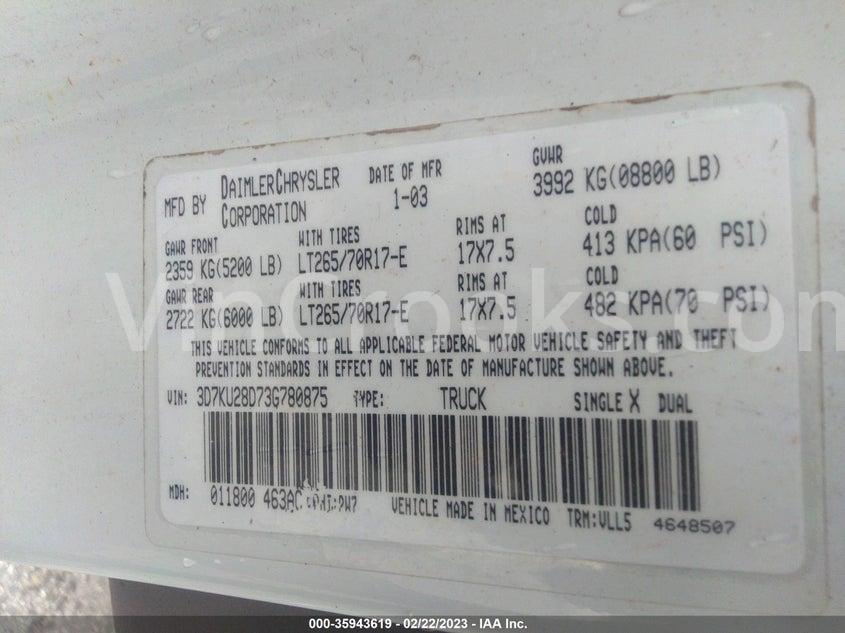 MFD BY DAIMLERCHRYSLER CORPORATION
DATE OF MFR 1-03
GVWR 3992 KG(08800 LB)
GAWR FRONT WITH TIRES RIMS AT COLD
2359 KG(5200 LB) LT265/70R17-E 17X7.5 413 KPA(60 PSI)
GAWR REAR WITH TIRES RIMS AT COLD
2722 KG(6000 LB) LT265/70R17-E 17X7.5 482 KPA(70 PSI)
THIS VEHICLE CONFORMS TO ALL APPLICABLE FEDERAL MOTOR VEHICLE SAFETY AND THEFT
PREVENTION STANDARDS IN EFFECT ON THE DATE OF MANUFACTURE SHOWN ABOVE.
VIN: 3D7KU28D73G780875 TYPE: TRUCK SINGLE X DUAL
MDH: 011800 463AC :PW7 VEHICLE MADE IN MEXICO TRM:VLL5 4648507
VinCrocks.com
000-35943619 - 02/22/2023 - IAA Inc.